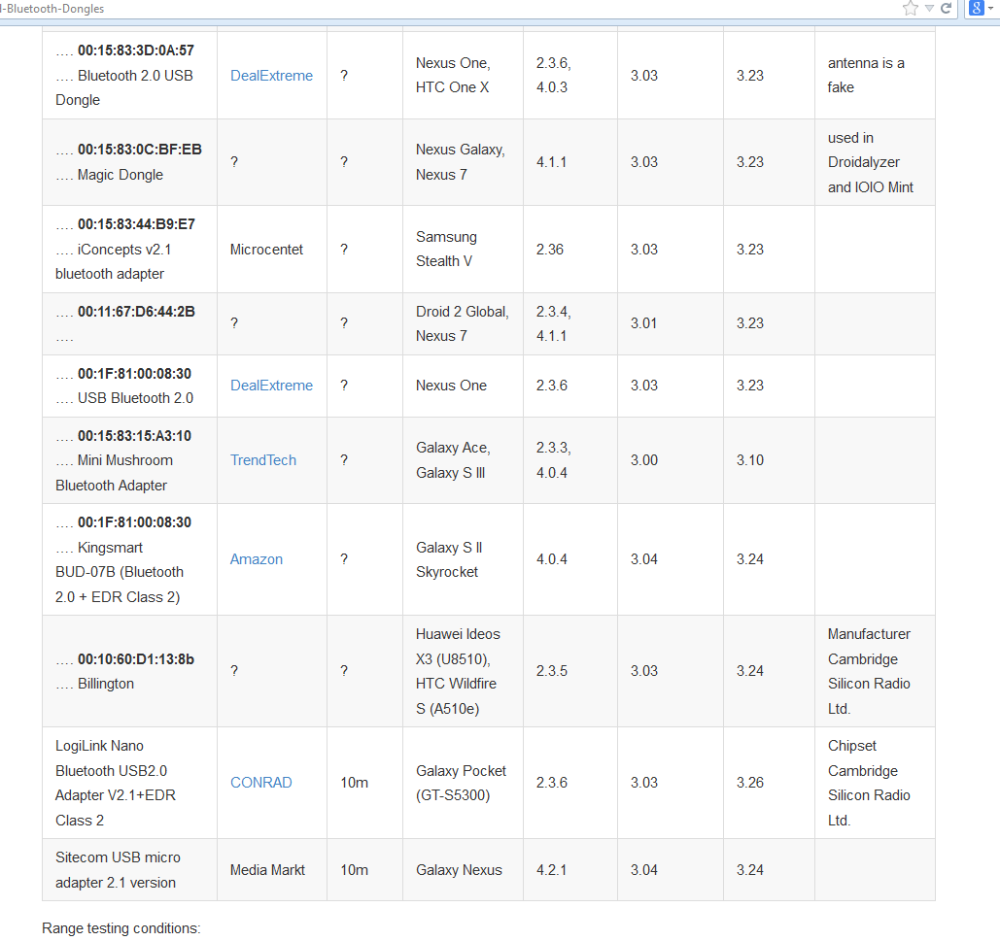 l-Bluetooth-Dongles
8
.... 00:15:83:3D:0A:57
.... Bluetooth 2.0 USB
Dongle
DealExtreme
?
Nexus One,
HTC One X
2.3.6,
4.0.3
3.03
3.23
antenna is a
fake
.... 00:15:83:0C:BF:EB
.... Magic Dongle
?
?
Nexus Galaxy,
Nexus 7
4.1.1
3.03
3.23
used in
Droidalyzer
and IOIO Mint
.... 00:15:83:44:B9:E7
.... iConcepts v2.1
bluetooth adapter
Microcentet
?
Samsung
Stealth V
2.36
3.03
3.23
.... 00:11:67:D6:44:2B
....
?
?
Droid 2 Global,
Nexus 7
2.3.4,
4.1.1
3.01
3.23
.... 00:1F:81:00:08:30
.... USB Bluetooth 2.0
DealExtreme
?
Nexus One
2.3.6
3.03
3.23
.... 00:15:83:15:A3:10
.... Mini Mushroom
Bluetooth Adapter
TrendTech
?
Galaxy Ace,
Galaxy S III
2.3.3,
4.0.4
3.00
3.10
.... 00:1F:81:00:08:30
.... Kingsmart
BUD-07B (Bluetooth
2.0 + EDR Class 2)
Amazon
?
Galaxy S II
Skyrocket
4.0.4
3.04
3.24
.... 00:10:60:D1:13:8b
.... Billington
?
?
Huawei Ideos
X3 (U8510),
HTC Wildfire
S (A510e)
2.3.5
3.03
3.24
Manufacturer
Cambridge
Silicon Radio
Ltd.
LogiLink Nano
Bluetooth USB2.0
Adapter V2.1+EDR
Class 2
CONRAD
10m
Galaxy Pocket
(GT-S5300)
2.3.6
3.03
3.26
Chipset
Cambridge
Silicon Radio
Ltd.
Sitecom USB micro
adapter 2.1 version
Media Markt
10m
Galaxy Nexus
4.2.1
3.04
3.24
Range testing conditions: